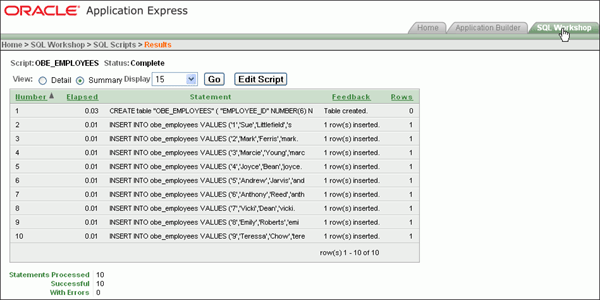 ORACLE Application Express
Home Application Builder SQL Workshop
Home > SQL Workshop > SQL Scripts > Results
Script: OBE_EMPLOYEES Status: Complete
View: Detail Summary Display 15 Go Edit Script
Number Elapsed Statement Feedback Rows
1 0.03 CREATE table "OBE_EMPLOYEES" ( "EMPLOYEE_ID" NUMBER(6) N Table created. 0
2 0.01 INSERT INTO obe_employees VALUES ('1','Sue','Littlefield','s 1 row(s) inserted. 1
3 0.01 INSERT INTO obe_employees VALUES ('2','Mark','Ferris','mark. 1 row(s) inserted. 1
4 0.01 INSERT INTO obe_employees VALUES ('3','Marcie','Young','marc 1 row(s) inserted. 1
5 0.01 INSERT INTO obe_employees VALUES ('4','Joyce','Bean','joyce. 1 row(s) inserted. 1
6 0.01 INSERT INTO obe_employees VALUES ('5','Andrew','Jarvis','and 1 row(s) inserted. 1
7 0.01 INSERT INTO obe_employees VALUES ('6','Anthony','Reed','anth 1 row(s) inserted. 1
8 0.01 INSERT INTO obe_employees VALUES ('7','Vicki','Dean','vicki. 1 row(s) inserted. 1
9 0.01 INSERT INTO obe_employees VALUES ('8','Emily','Roberts','emi 1 row(s) inserted. 1
10 0.01 INSERT INTO obe_employees VALUES ('9','Teressa','Chow','tere 1 row(s) inserted. 1
row(s) 1 - 10 of 10
Statements Processed 10
Successful 10
With Errors 0